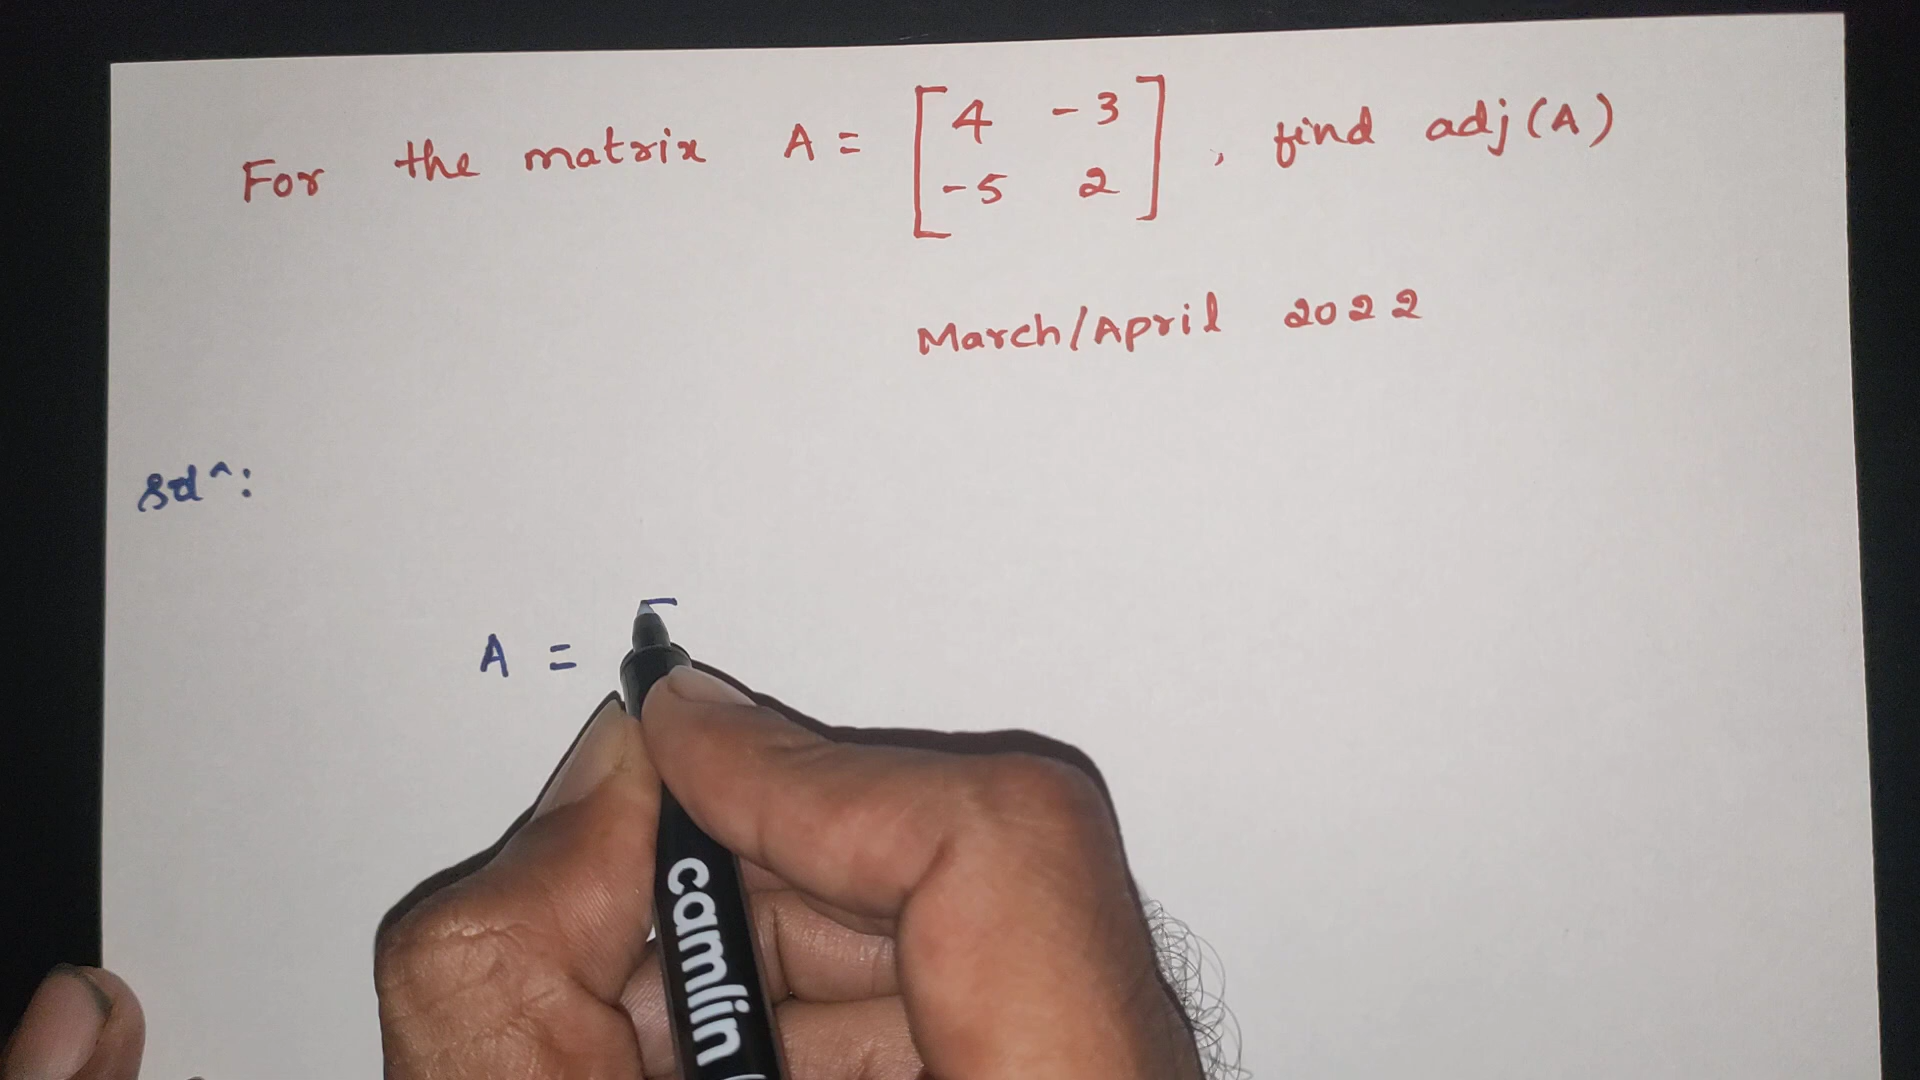 For the matrix A = [4 -3
-5 2], find adj(A)
March/April 2022
Sol^n:
A = [
camlin